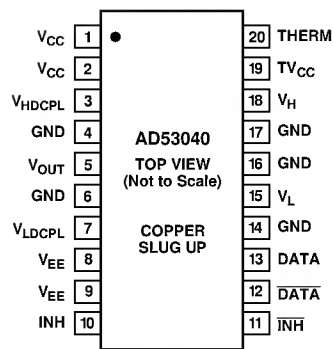 VCC 1 20 THERM
VCC 2 19 TVCC
VHDCPL 3 18 VH
GND 4 17 GND
AD53040
VOUT 5 TOP VIEW 16 GND
(Not to Scale)
GND 6 15 VL
VLDCPL 7 COPPER 14 GND
SLUG UP
VEE 8 13 DATA
VEE 9 12 D̅A̅T̅A̅
INH 10 11 I̅N̅H̅